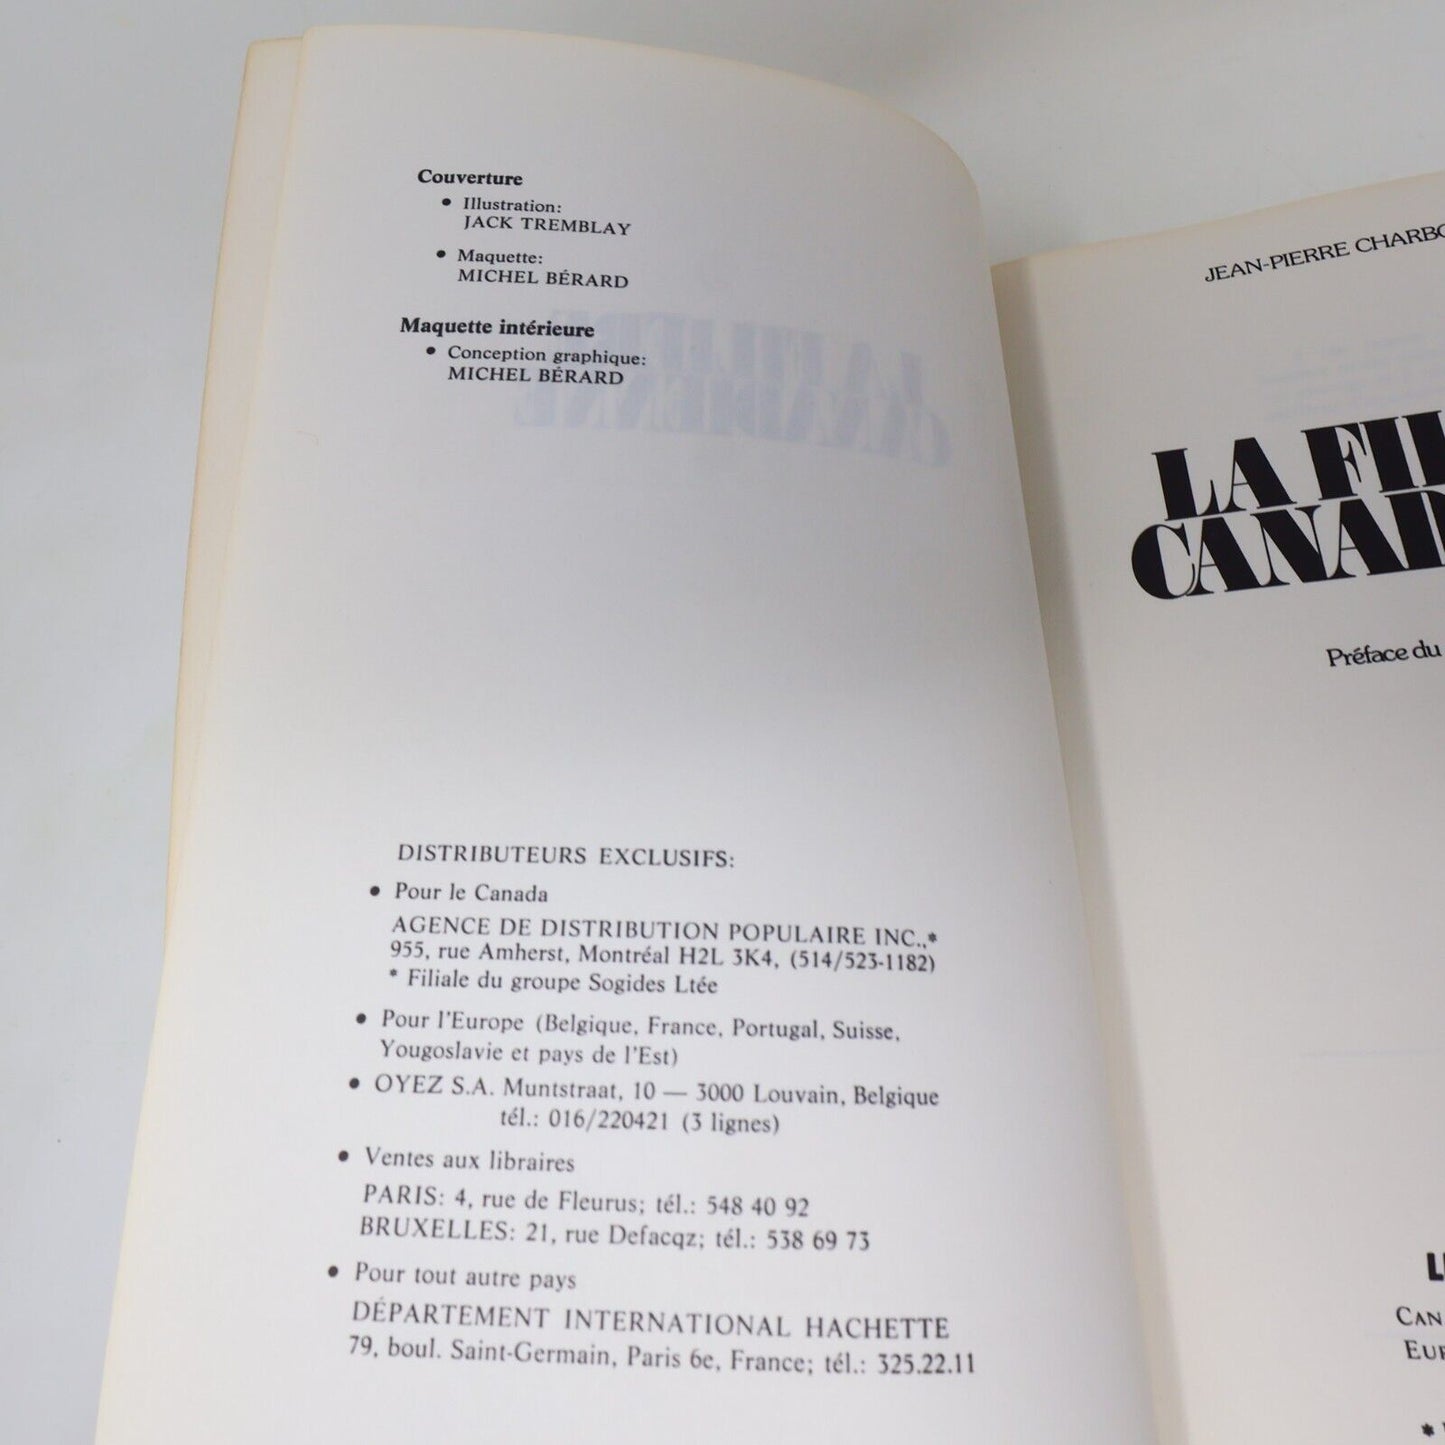 Couverture
• Illustration:
JACK TREMBLAY
• Maquette:
MICHEL BÉRARD
Maquette intérieure
• Conception graphique:
MICHEL BÉRARD
DISTRIBUTEURS EXCLUSIFS:
• Pour le Canada
AGENCE DE DISTRIBUTION POPULAIRE INC.,*
955, rue Amherst, Montréal H2L 3K4, (514/523-1182)
* Filiale du groupe Sogides Ltée
• Pour l'Europe (Belgique, France, Portugal, Suisse,
Yougoslavie et pays de l'Est)
• OYEZ S.A. Muntstraat, 10 — 3000 Louvain, Belgique
tél.: 016/220421 (3 lignes)
• Ventes aux libraires
PARIS: 4, rue de Fleurus; tél.: 548 40 92
BRUXELLES: 21, rue Defacqz; tél.: 538 69 73
• Pour tout autre pays
DÉPARTEMENT INTERNATIONAL HACHETTE
79, boul. Saint-Germain, Paris 6e, France; tél.: 325.22.11
JEAN-PIERRE CHARBO
LA FIL
CANAD
Préface du
CAN
EUR